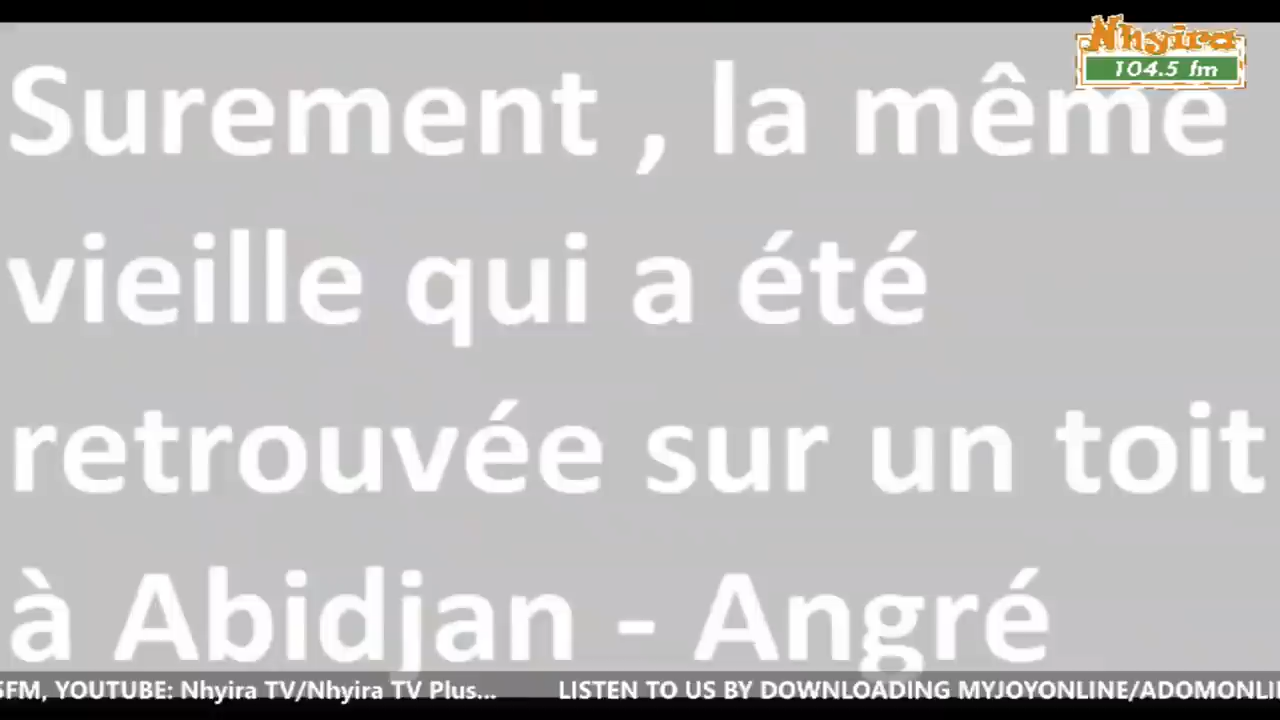 Nhyira
104.5 fm
Surement , la même
vieille qui a été
retrouvée sur un toit
à Abidjan - Angré
5FM, YOUTUBE: Nhyira TV/Nhyira TV Plus... LISTEN TO US BY DOWNLOADING MYJOYONLINE/ADOMONLI